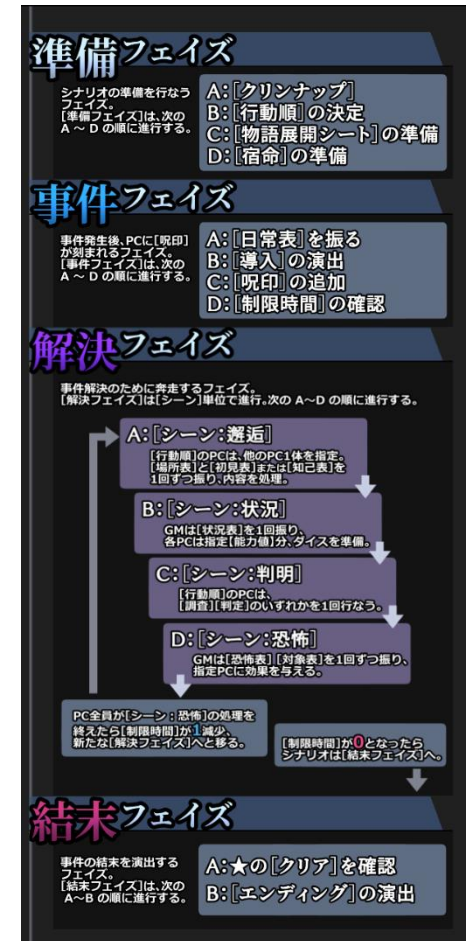 準備フェイズ
シナリオの準備を行なう
フェイズ。
[準備フェイズ]は、次の
A ~ D の順に進行する。
A:[クリンナップ]
B:[行動順]の決定
C:[物語展開シート]の準備
D:[宿命]の準備
事件フェイズ
事件発生後、PCに[呪印]
が刻まれるフェイズ。
[事件フェイズ]は、次の
A ~ D の順に進行する。
A:[日常表]を振る
B:[導入]の演出
C:[呪印]の追加
D:[制限時間]の確認
解決フェイズ
事件解決のために奔走するフェイズ。
[解決フェイズ]は[シーン]単位で進行。次の A~D の順に進行する。
A:[シーン:邂逅]
[行動順]のPCは、他のPC1体を指定。
[場所表]と[初見表]または[知己表]を
1回ずつ振り、内容を処理。
B:[シーン:状況]
GMは[状況表]を1回振り、
各PCは指定【能力値】分、ダイスを準備。
C:[シーン:判明]
[行動順]のPCは、
[調査][判定]のいずれかを1回行なう。
D:[シーン:恐怖]
GMは[恐怖表][対象表]を1回ずつ振り、
指定PCに効果を与える。
PC全員が[シーン:恐怖]の処理を
終えたら[制限時間]が1減少、
新たな[解決フェイズ]へと移る。
[制限時間]が0となったら
シナリオは[結末フェイズ]へ。
結末フェイズ
事件の結末を演出する
フェイズ。
[結末フェイズ]は、次の
A~B の順に進行する。
A:★の[クリア]を確認
B:[エンディング]の演出